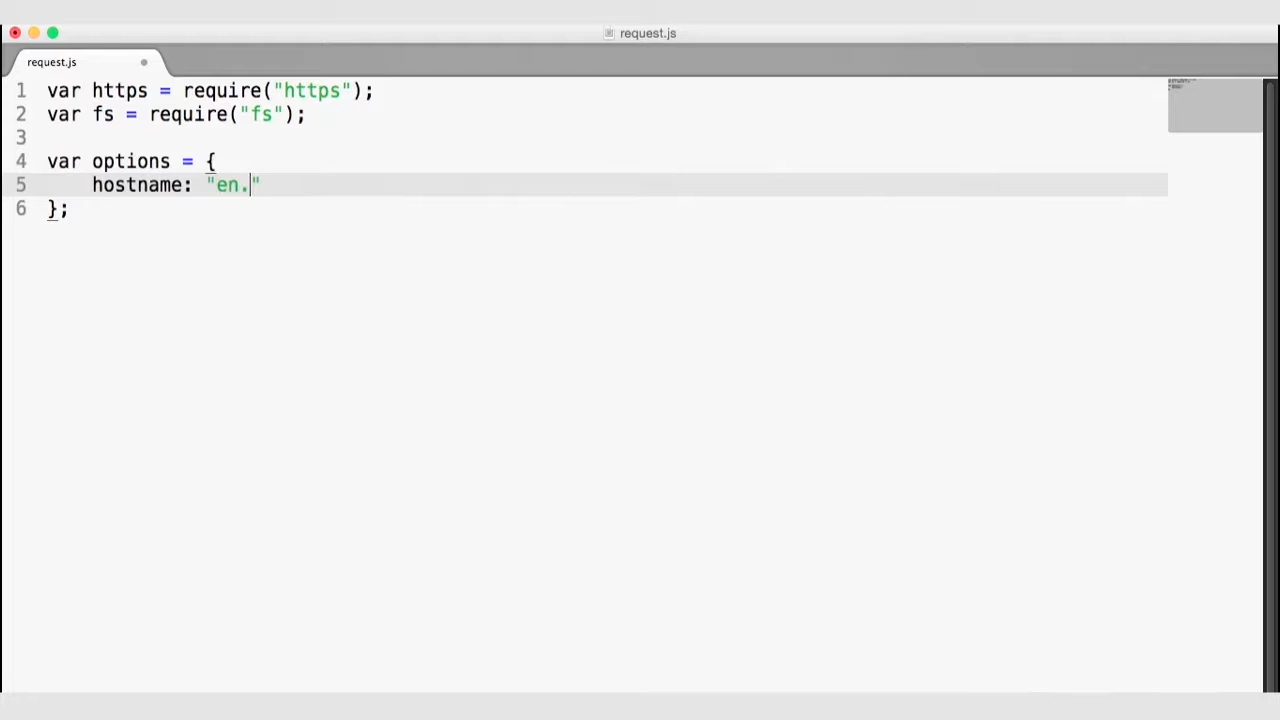 request.js
request.js
1 var https = require("https");
2 var fs = require("fs");
3
4 var options = {
5     hostname: "en."
6 };